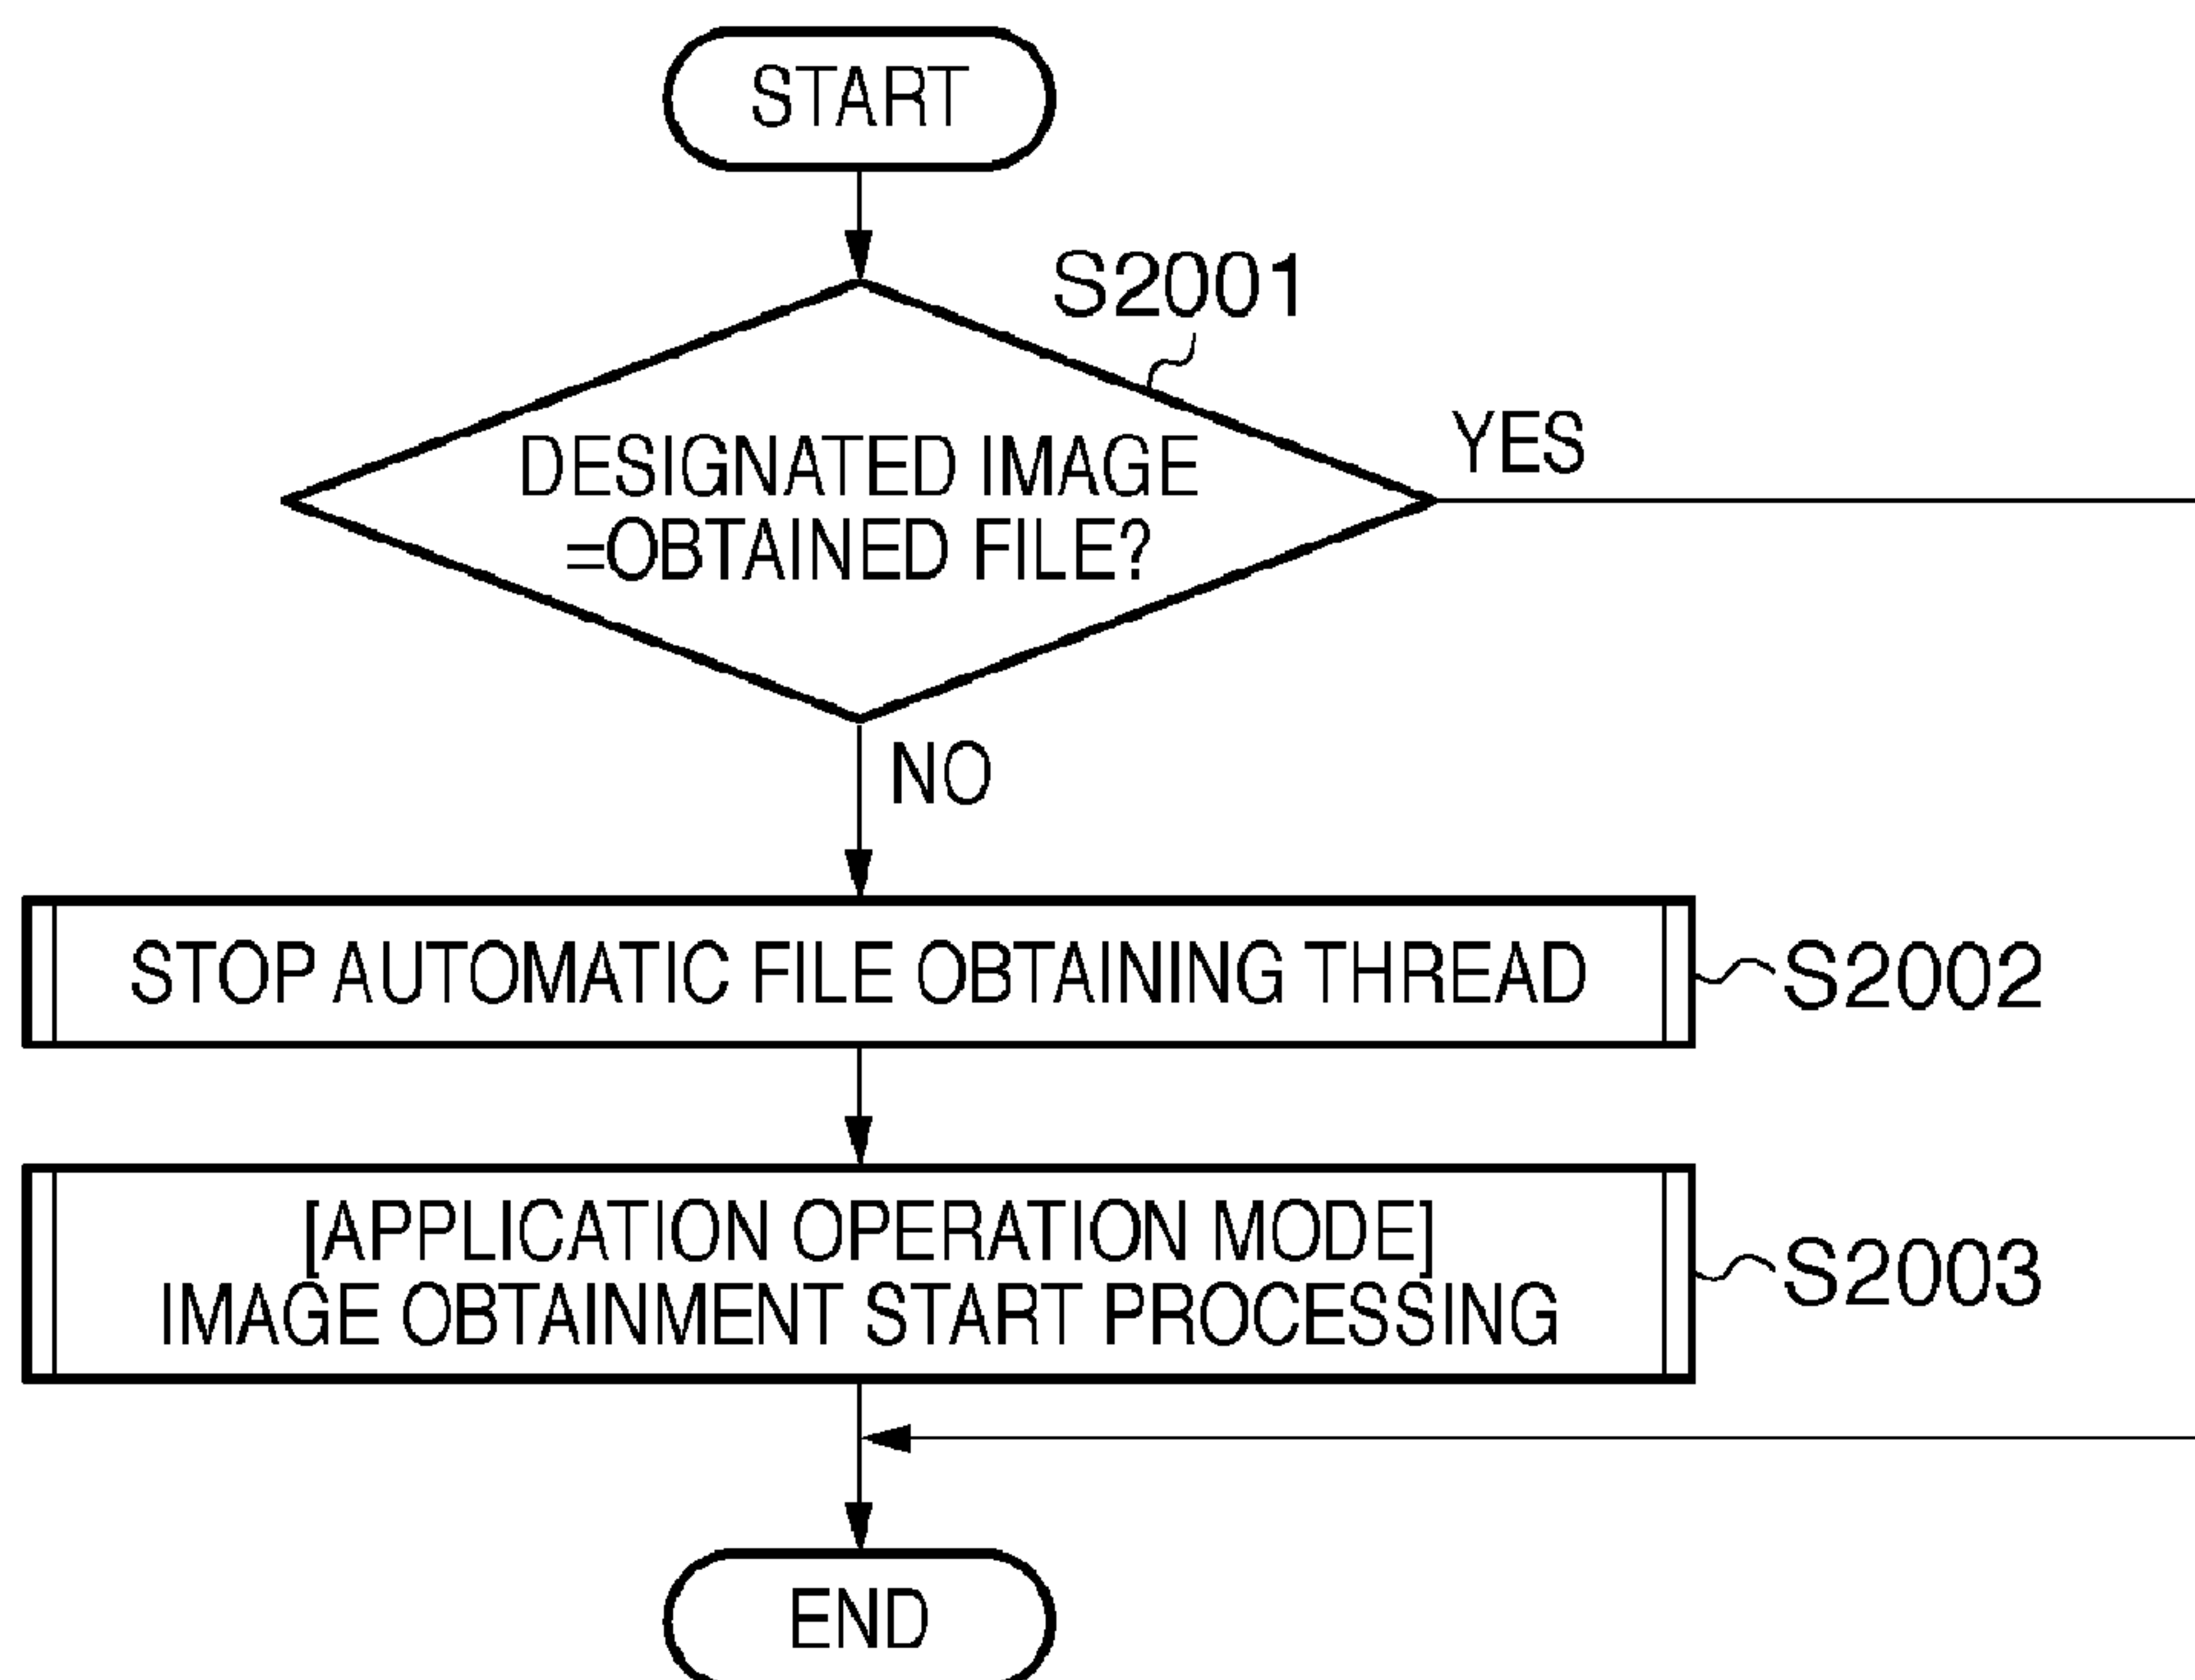 START
S2001
DESIGNATED IMAGE
=OBTAINED FILE?
YES
NO
STOP AUTOMATIC FILE OBTAINING THREAD
S2002
[APPLICATION OPERATION MODE]
IMAGE OBTAINMENT START PROCESSING
S2003
END